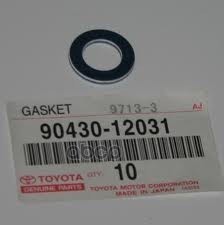 GASKET 9713-3 AJ
90430-12031
QTY. 10
TOYOTA
GENUINE PARTS
TOYOTA MOTOR CORPORATION
MADE IN JAPAN